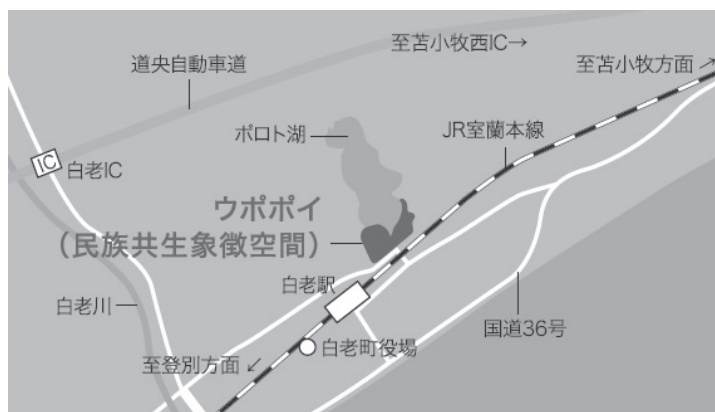 至苫小牧西IC→
道央自動車道
至苫小牧方面↗
ポロト湖
JR室蘭本線
IC
白老IC
ウポポイ
（民族共生象徴空間）
白老駅
白老川
国道36号
白老町役場
至登別方面↙